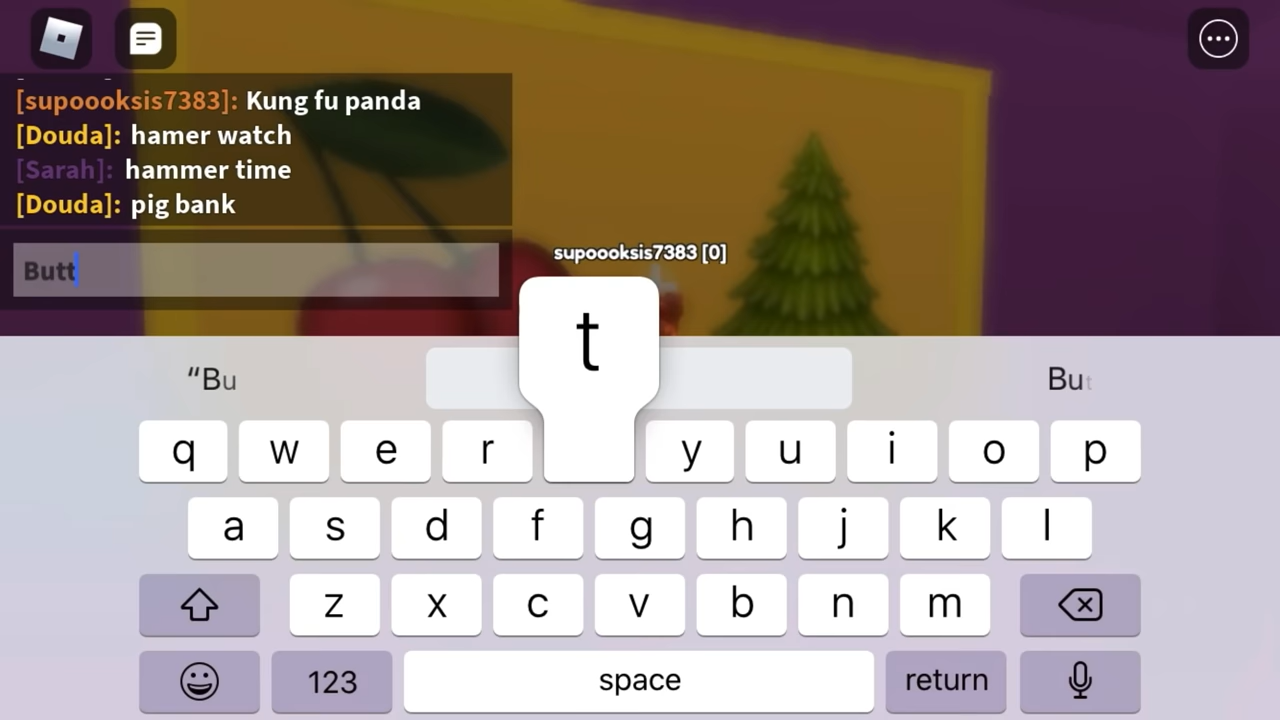 [supoooksis7383]: Kung fu panda
[Douda]: hamer watch
[Sarah]: hammer time
[Douda]: pig bank
Butt
supoooksis7383 [0]
t
“Bu
But
q w e r y u i o p
a s d f g h j k l
z x c v b n m
123 space return